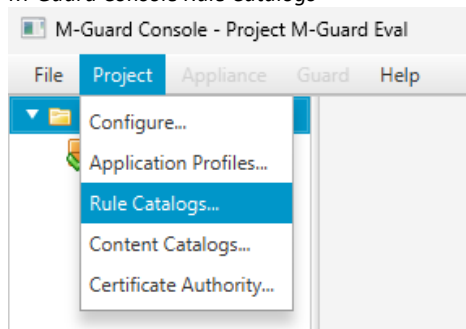 M-Guard Console Rule Catalogs
M-Guard Console - Project M-Guard Eval
File Project Appliance Guard Help
Configure...
Application Profiles...
Rule Catalogs...
Content Catalogs...
Certificate Authority...